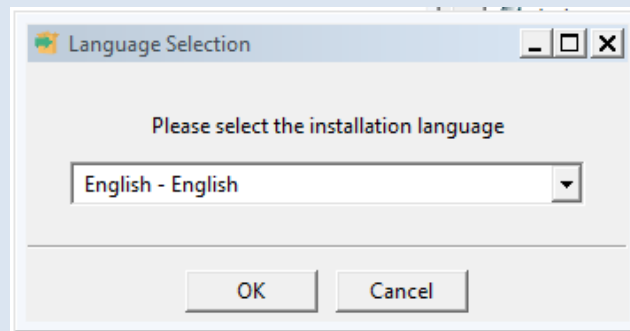 Language Selection
Please select the installation language
English - English
OK
Cancel